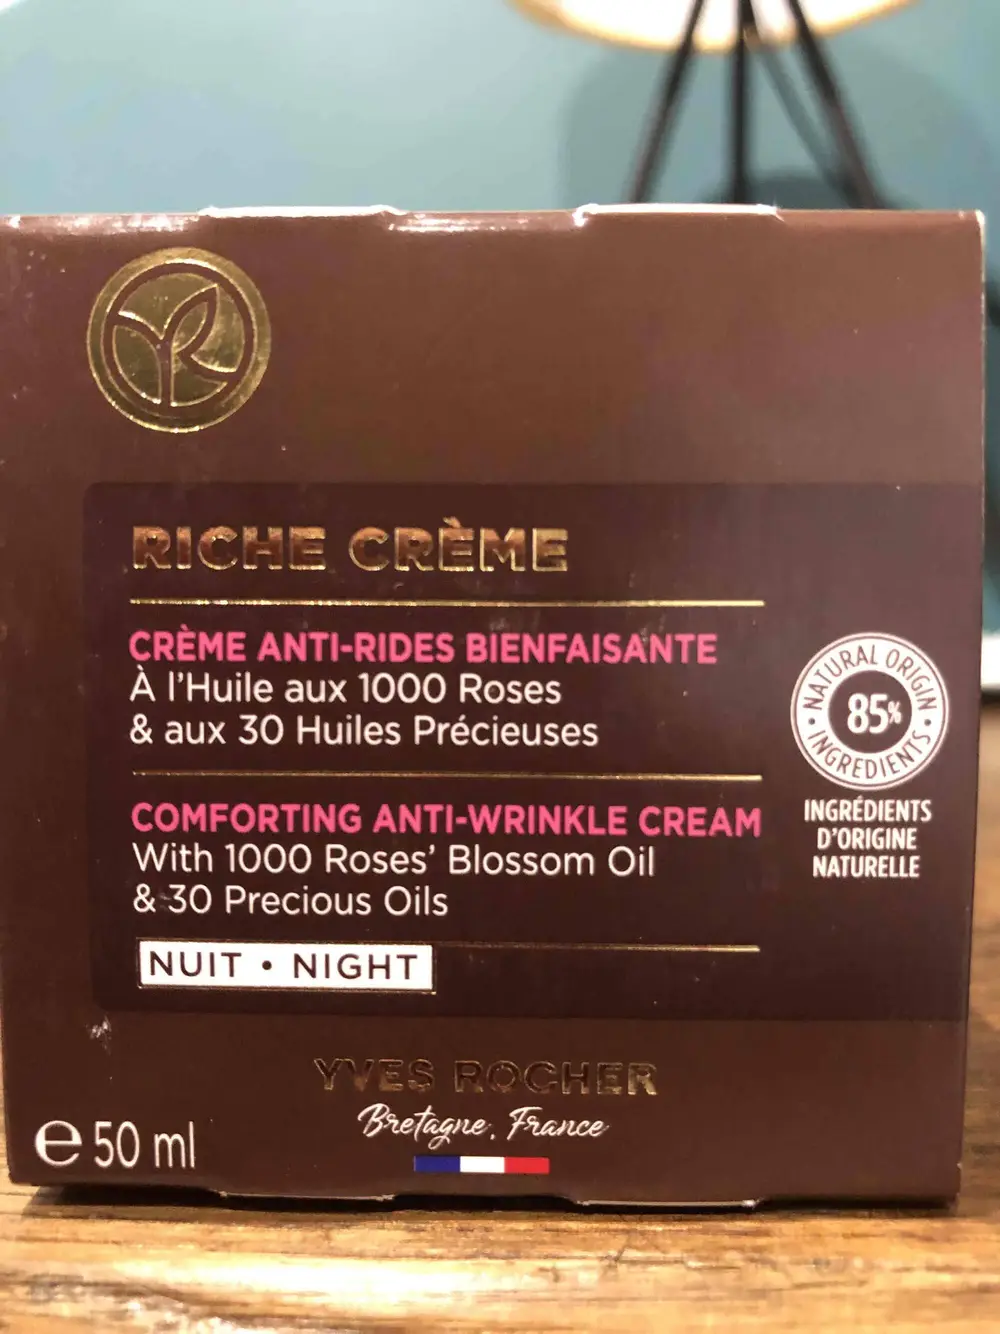 RICHE CRÈME
CRÈME ANTI-RIDES BIENFAISANTE
À l'Huile aux 1000 Roses
& aux 30 Huiles Précieuses
COMFORTING ANTI-WRINKLE CREAM
With 1000 Roses' Blossom Oil
& 30 Precious Oils
NUIT • NIGHT
NATURAL ORIGIN
85%
• INGREDIENTS •
INGRÉDIENTS
D'ORIGINE
NATURELLE
YVES ROCHER
Bretagne, France
e 50 ml